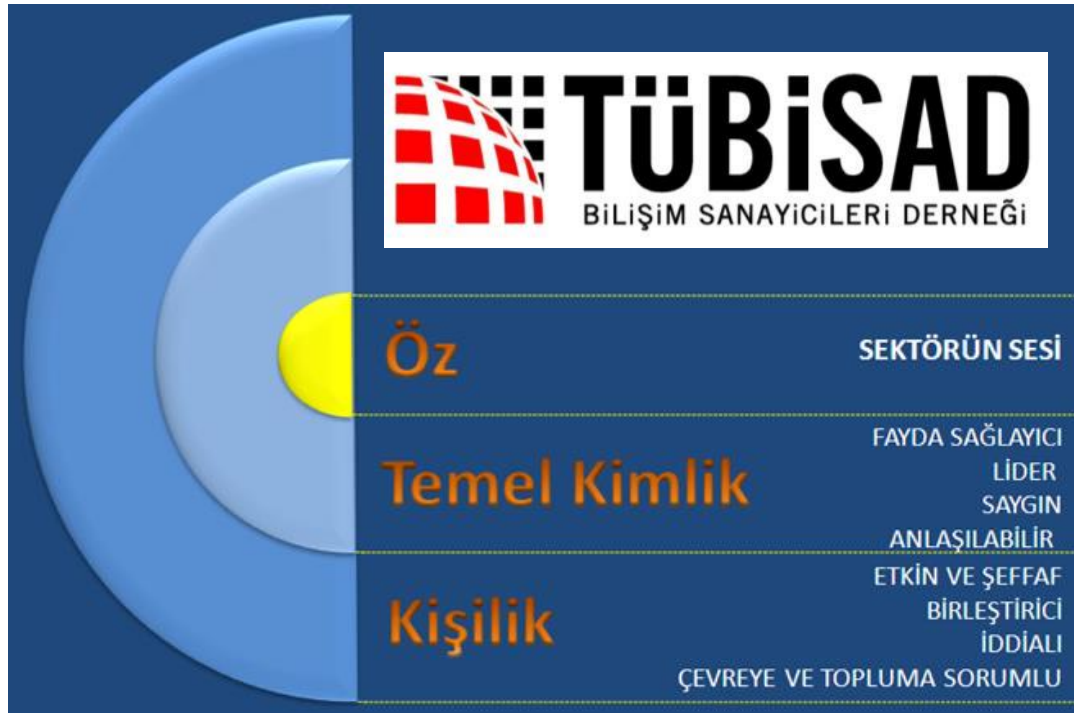 TÜBİSAD
BİLİŞİM SANAYİCİLERİ DERNEĞİ
Öz
SEKTÖRÜN SESİ
Temel Kimlik
FAYDA SAĞLAYICI
LİDER
SAYGIN
ANLAŞILABİLİR
Kişilik
ETKİN VE ŞEFFAF
BİRLEŞTİRİCİ
İDDİALI
ÇEVREYE VE TOPLUMA SORUMLU